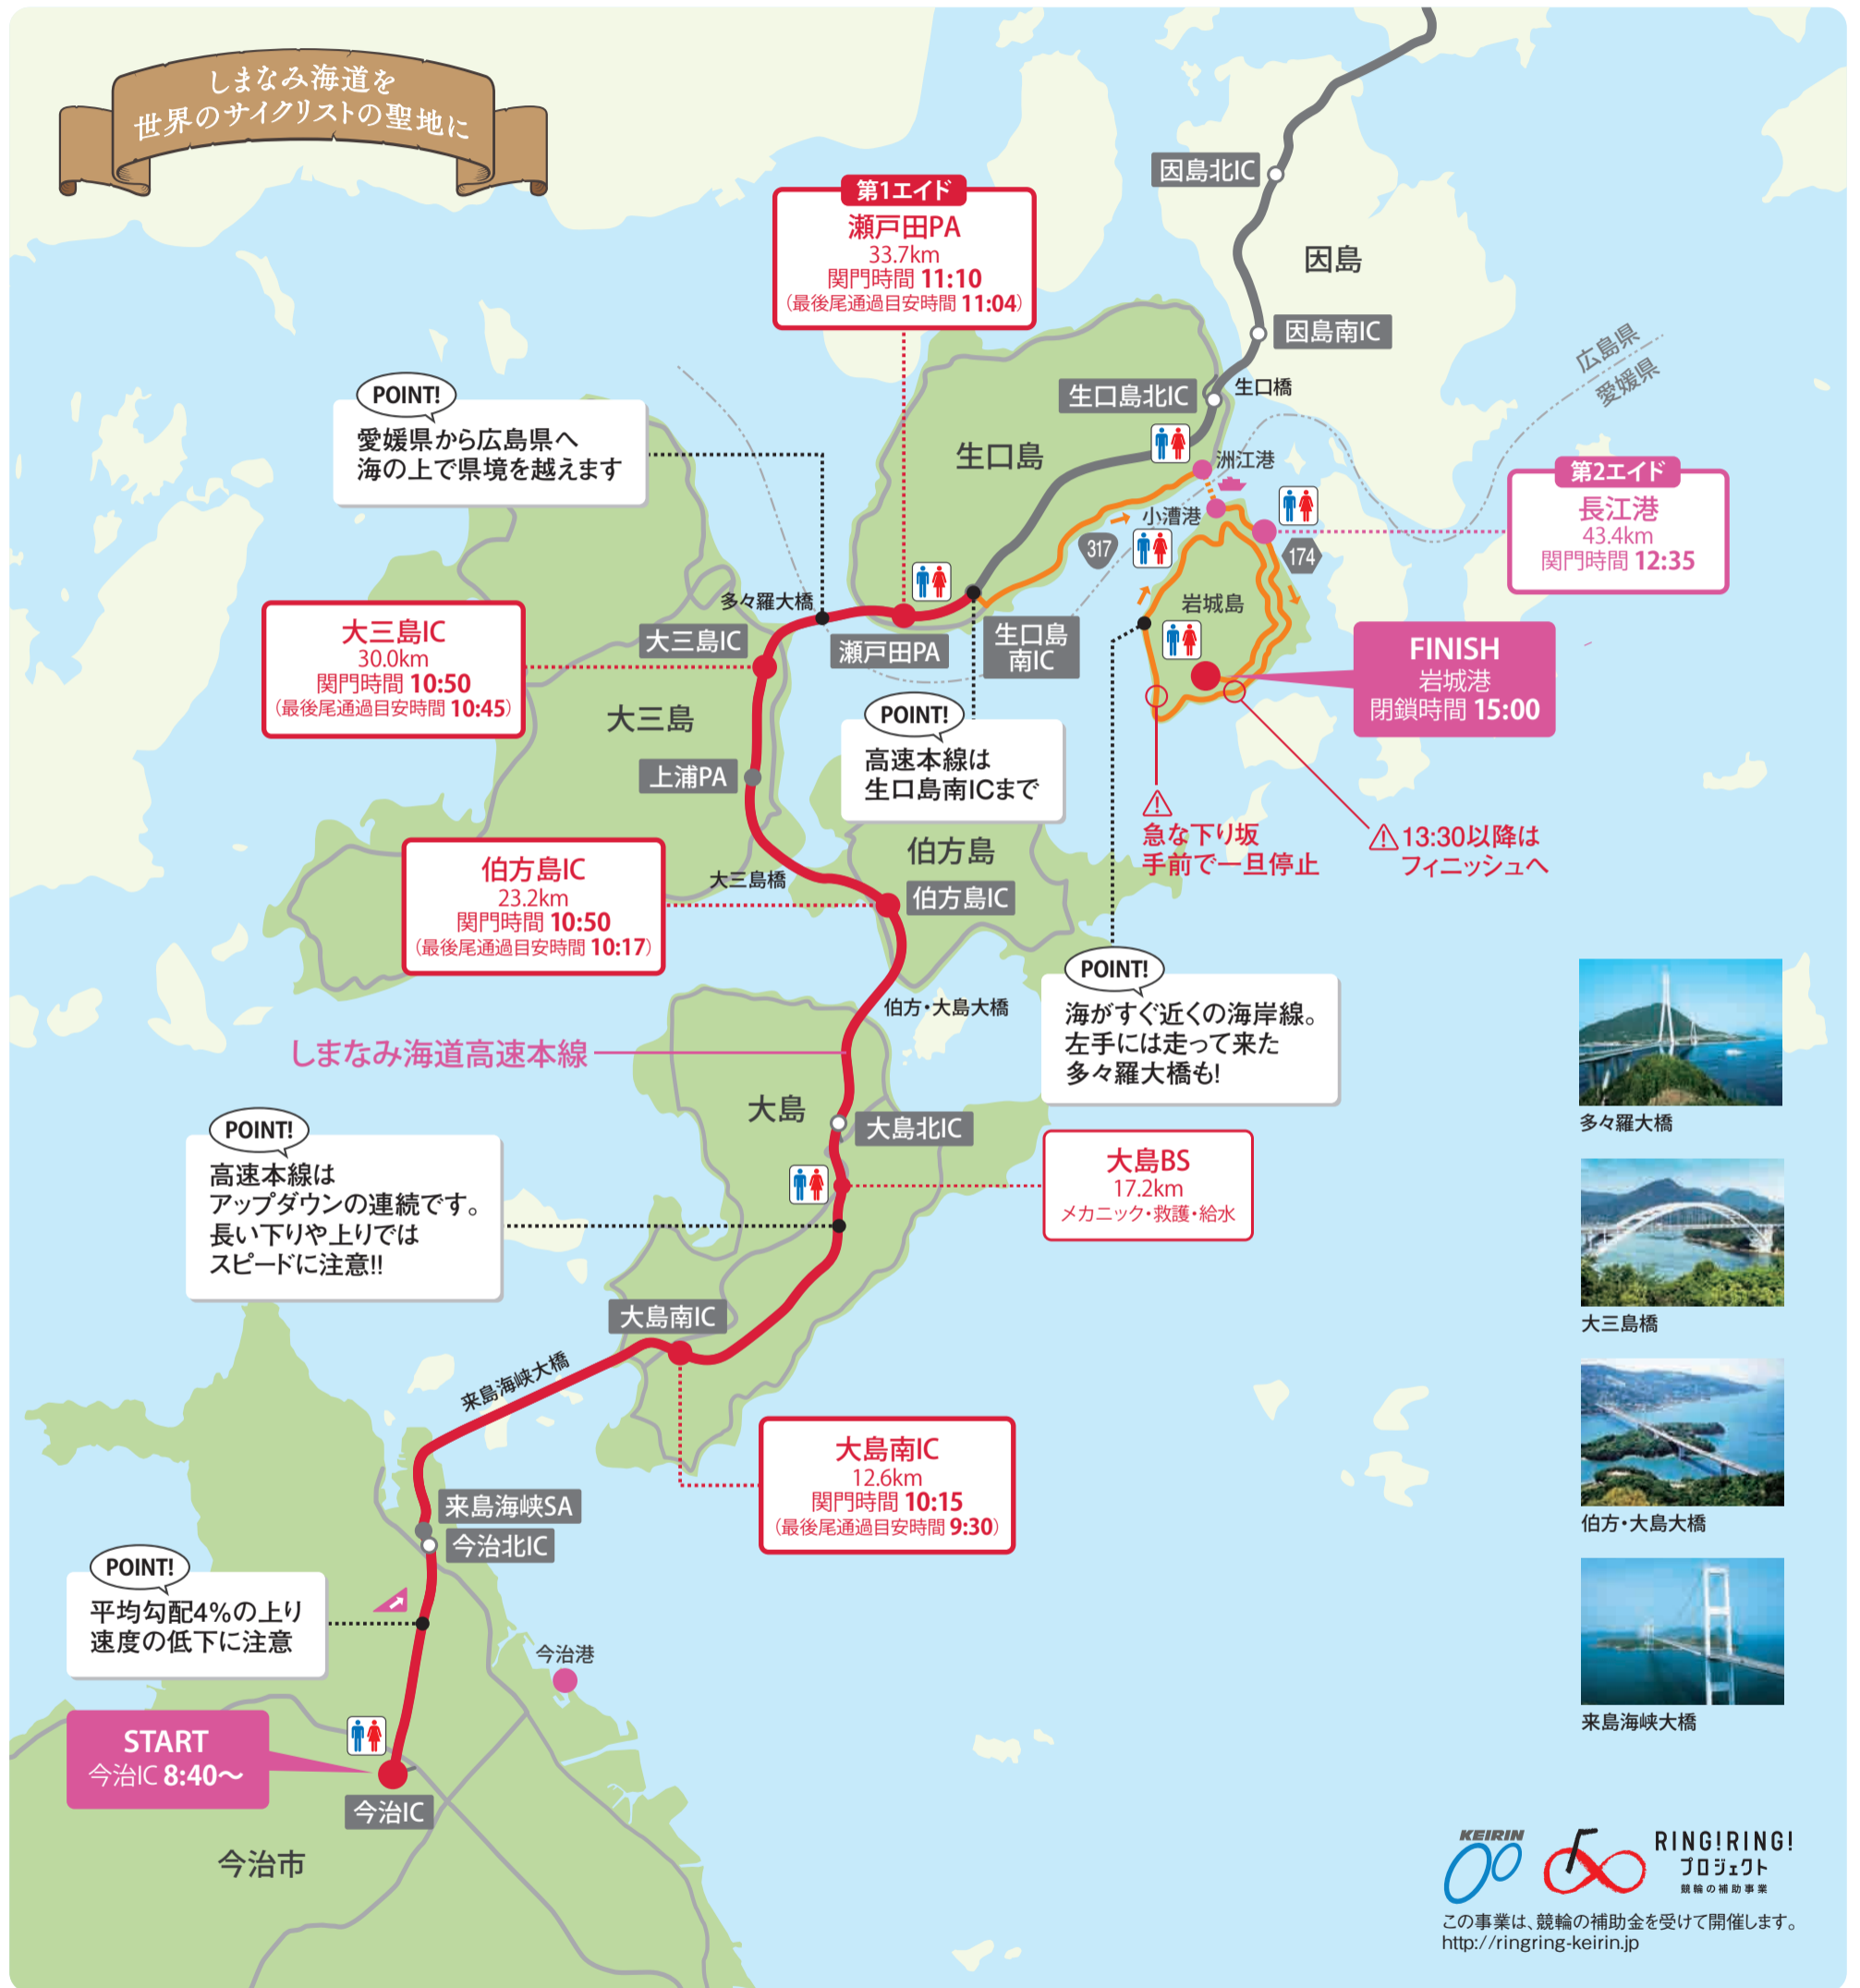 しまなみ海道を
世界のサイクリストの聖地に
因島北IC
因島
因島南IC
広島県
愛媛県
第1エイド
瀬戸田PA
33.7km
関門時間 11:10
(最後尾通過目安時間 11:04)
POINT!
愛媛県から広島県へ
海の上で県境を越えます
生口島北IC
生口橋
生口島
洲江港
小漕港
317
174
第2エイド
長江港
43.4km
関門時間 12:35
多々羅大橋
大三島IC
瀬戸田PA
生口島
南IC
岩城島
大三島IC
30.0km
関門時間 10:50
(最後尾通過目安時間 10:45)
FINISH
岩城港
閉鎖時間 15:00
大三島
上浦PA
POINT!
高速本線は
生口島南ICまで
急な下り坂
手前で一旦停止
13:30以降は
フィニッシュへ
伯方島IC
23.2km
関門時間 10:50
(最後尾通過目安時間 10:17)
大三島橋
伯方島
伯方島IC
伯方・大島大橋
POINT!
海がすぐ近くの海岸線。
左手には走って来た
多々羅大橋も!
しまなみ海道高速本線
大島
大島北IC
大島BS
17.2km
メカニック・救護・給水
POINT!
高速本線は
アップダウンの連続です。
長い下りや上りでは
スピードに注意!!
大島南IC
来島海峡大橋
大島南IC
12.6km
関門時間 10:15
(最後尾通過目安時間 9:30)
来島海峡SA
今治北IC
POINT!
平均勾配4%の上り
速度の低下に注意
今治港
START
今治IC 8:40〜
今治IC
今治市
多々羅大橋
大三島橋
伯方・大島大橋
来島海峡大橋
KEIRIN
RING!RING!
プロジェクト
競輪の補助事業
この事業は、競輪の補助金を受けて開催します。
http://ringring-keirin.jp